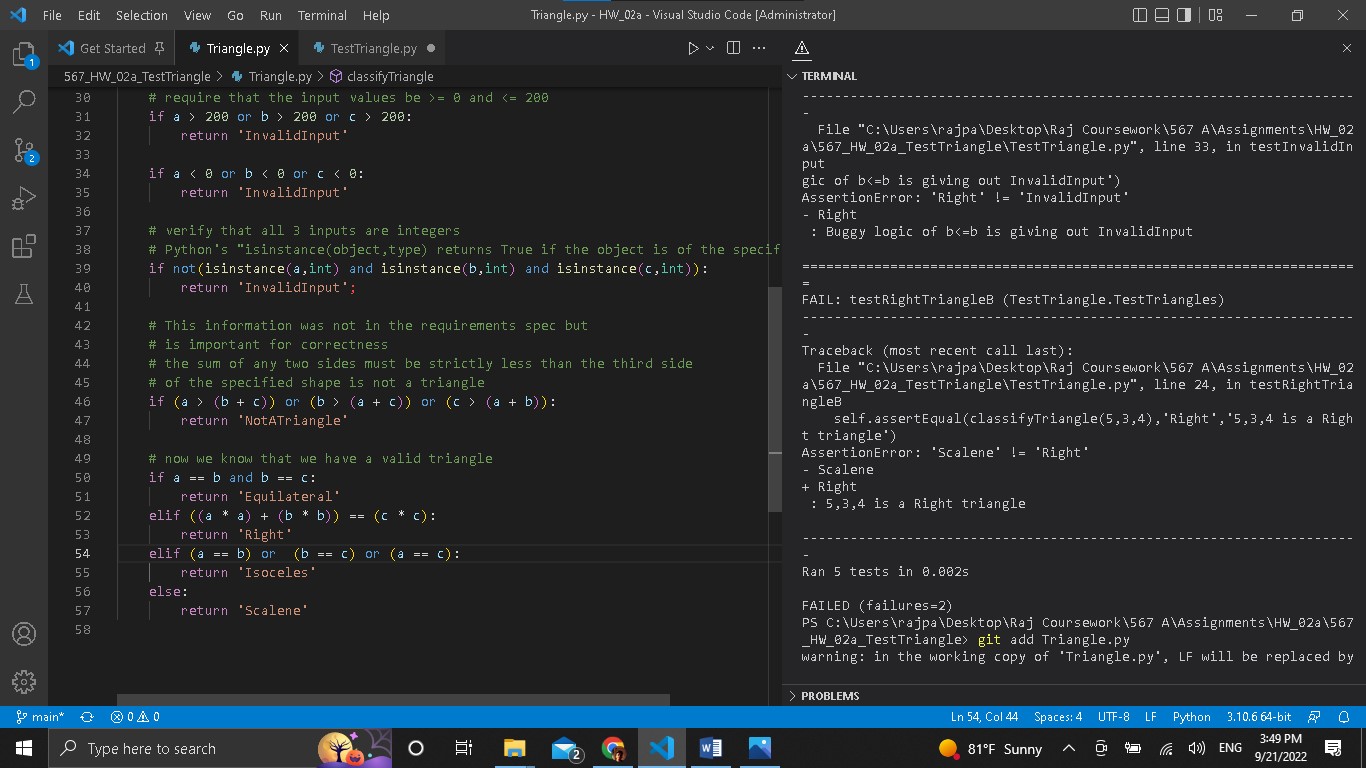 File Edit Selection View Go Run Terminal Help
Triangle.py - HW_02a - Visual Studio Code [Administrator]
Get Started
Triangle.py
TestTriangle.py
567_HW_02a_TestTriangle > Triangle.py > classifyTriangle
30 # require that the input values be >= 0 and <= 200
31 if a > 200 or b > 200 or c > 200:
32 return 'InvalidInput'
33
34 if a < 0 or b < 0 or c < 0:
35 return 'InvalidInput'
36
37 # verify that all 3 inputs are integers
38 # Python's "isinstance(object,type) returns True if the object is of the specif
39 if not(isinstance(a,int) and isinstance(b,int) and isinstance(c,int)):
40 return 'InvalidInput';
41
42 # This information was not in the requirements spec but
43 # is important for correctness
44 # the sum of any two sides must be strictly less than the third side
45 # of the specified shape is not a triangle
46 if (a > (b + c)) or (b > (a + c)) or (c > (a + b)):
47 return 'NotATriangle'
48
49 # now we know that we have a valid triangle
50 if a == b and b == c:
51 return 'Equilateral'
52 elif ((a * a) + (b * b)) == (c * c):
53 return 'Right'
54 elif (a == b) or  (b == c) or (a == c):
55 return 'Isoceles'
56 else:
57 return 'Scalene'
58
TERMINAL
---------------------------------------------------------------------
-
File "C:\Users\rajpa\Desktop\Raj Coursework\567 A\Assignments\HW_02
a\567_HW_02a_TestTriangle\TestTriangle.py", line 33, in testInvalidIn
put
gic of b<=b is giving out InvalidInput')
AssertionError: 'Right' != 'InvalidInput'
- Right
: Buggy logic of b<=b is giving out InvalidInput
=====================================================================
=
FAIL: testRightTriangleB (TestTriangle.TestTriangles)
---------------------------------------------------------------------
-
Traceback (most recent call last):
File "C:\Users\rajpa\Desktop\Raj Coursework\567 A\Assignments\HW_02
a\567_HW_02a_TestTriangle\TestTriangle.py", line 24, in testRightTria
ngleB
self.assertEqual(classifyTriangle(5,3,4),'Right','5,3,4 is a Righ
t triangle')
AssertionError: 'Scalene' != 'Right'
- Scalene
+ Right
: 5,3,4 is a Right triangle
---------------------------------------------------------------------
-
Ran 5 tests in 0.002s
FAILED (failures=2)
PS C:\Users\rajpa\Desktop\Raj Coursework\567 A\Assignments\HW_02a\567
_HW_02a_TestTriangle> git add Triangle.py
warning: in the working copy of 'Triangle.py', LF will be replaced by
PROBLEMS
1
2
main* 0 0 Ln 54, Col 44 Spaces: 4 UTF-8 LF Python 3.10.6 64-bit
Type here to search
2
81°F Sunny
ENG
3:49 PM
9/21/2022